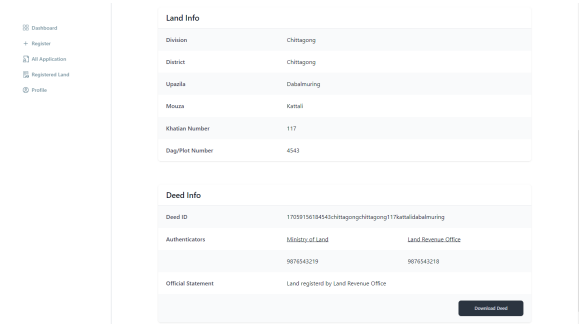 Dashboard
Register
All Application
Registered Land
Profile
Land Info
Division Chittagong
District Chittagong
Upazila Dabalmuring
Mouza Kattali
Khatian Number 117
Dag/Plot Number 4543
Deed Info
Deed ID 17059156184543chittagongchittagong117kattalidabalmuring
Authenticators Ministry of Land Land Revenue Office
9876543219 9876543218
Official Statement Land registerd by Land Revenue Office
Download Deed